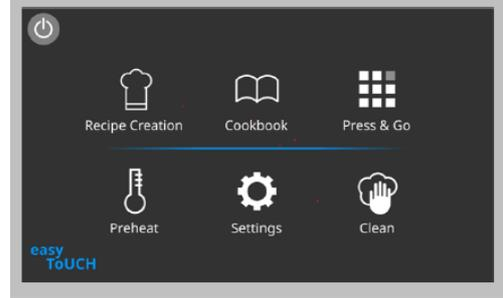 Recipe Creation
Cookbook
Press & Go
Preheat
Settings
Clean
easy
ToUCH